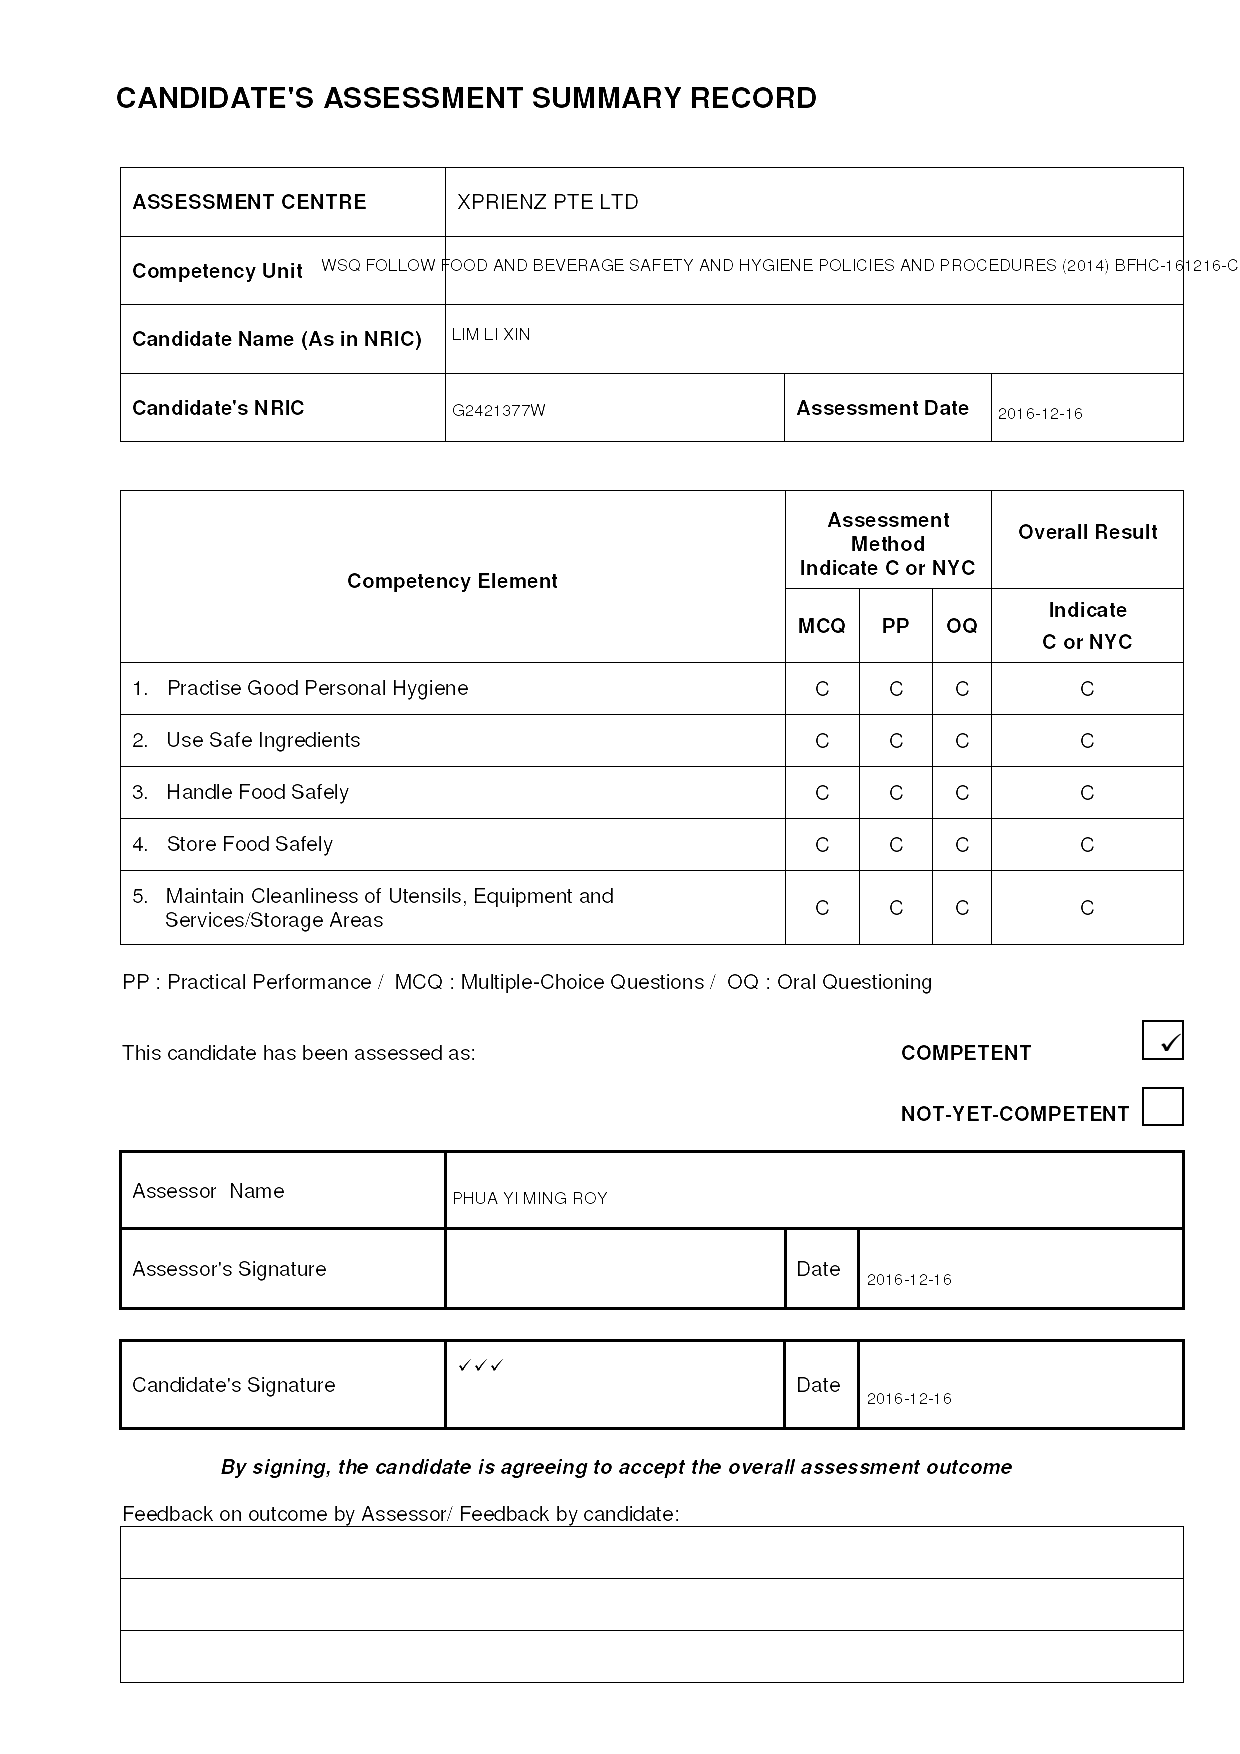 CANDIDATE'S ASSESSMENT SUMMARY RECORD
ASSESSMENT CENTRE XPRIENZ PTE LTD
Competency Unit WSQ FOLLOW FOOD AND BEVERAGE SAFETY AND HYGIENE POLICIES AND PROCEDURES (2014) BFHC-161216-C
Candidate Name (As in NRIC) LIM LI XIN
Candidate's NRIC G2421377W Assessment Date 2016-12-16
Competency Element
Assessment
Method
Indicate C or NYC
Overall Result
MCQ PP OQ
Indicate
C or NYC
1. Practise Good Personal Hygiene C C C C
2. Use Safe Ingredients C C C C
3. Handle Food Safely C C C C
4. Store Food Safely C C C C
5. Maintain Cleanliness of Utensils, Equipment and
Services/Storage Areas C C C C
PP : Practical Performance / MCQ : Multiple-Choice Questions / OQ : Oral Questioning
This candidate has been assessed as: COMPETENT ✓
NOT-YET-COMPETENT
Assessor Name PHUA YI MING ROY
Assessor's Signature Date 2016-12-16
Candidate's Signature ✓✓✓ Date 2016-12-16
By signing, the candidate is agreeing to accept the overall assessment outcome
Feedback on outcome by Assessor/ Feedback by candidate: